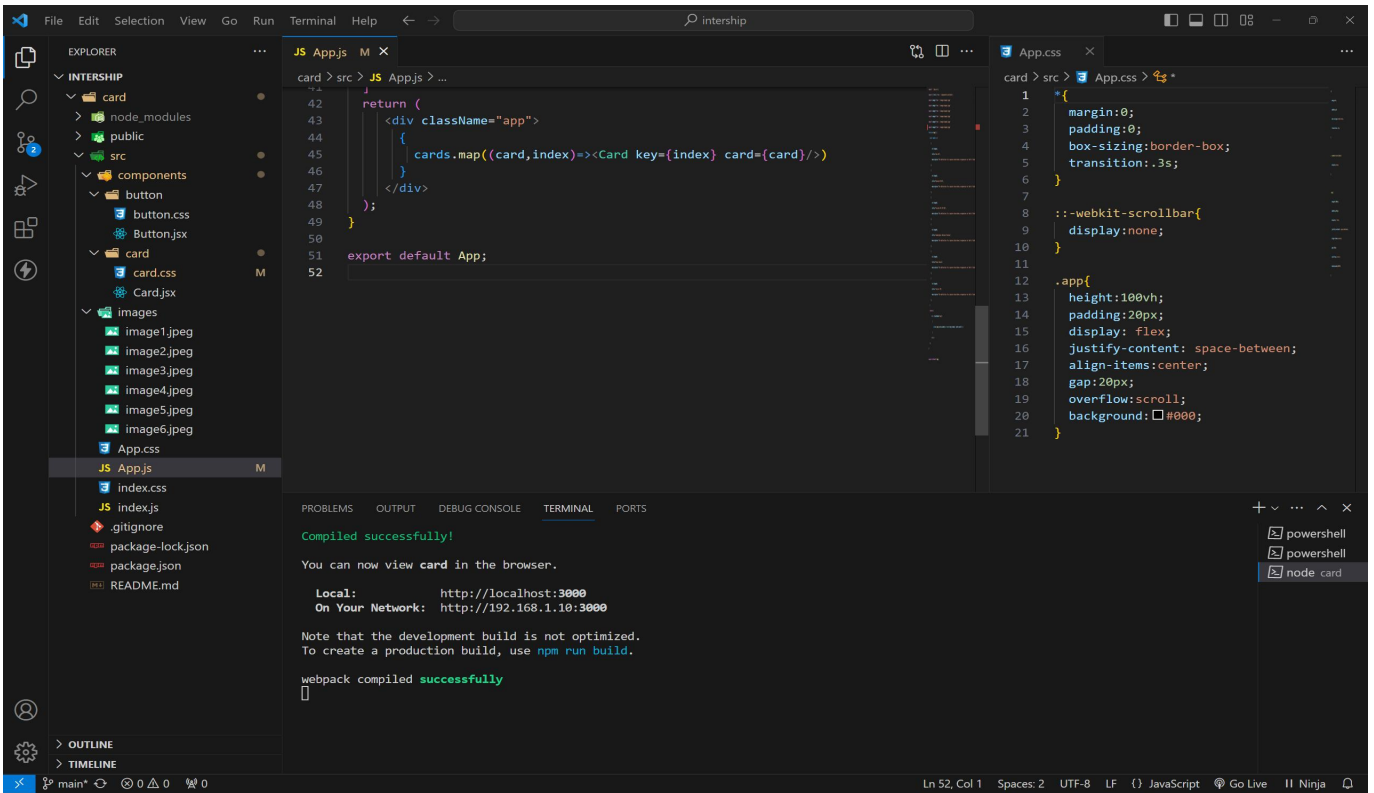 File Edit Selection View Go Run Terminal Help
intership
EXPLORER
INTERSHIP
card
node_modules
public
src
components
button
button.css
Button.jsx
card
card.css M
Card.jsx
images
image1.jpeg
image2.jpeg
image3.jpeg
image4.jpeg
image5.jpeg
image6.jpeg
App.css
JS App.js M
index.css
JS index.js
.gitignore
package-lock.json
package.json
README.md
OUTLINE
TIMELINE
JS App.js M
card > src > JS App.js > ...
41 ]
42 return (
43 <div className="app">
44 {
45 cards.map((card,index)=><Card key={index} card={card}/>)
46 }
47 </div>
48 );
49 }
50
51 export default App;
52
App.css
card > src > App.css > *
1 *{
2 margin:0;
3 padding:0;
4 box-sizing:border-box;
5 transition:.3s;
6 }
7
8 ::-webkit-scrollbar{
9 display:none;
10 }
11
12 .app{
13 height:100vh;
14 padding:20px;
15 display: flex;
16 justify-content: space-between;
17 align-items:center;
18 gap:20px;
19 overflow:scroll;
20 background:#000;
21 }
PROBLEMS OUTPUT DEBUG CONSOLE TERMINAL PORTS
Compiled successfully!
You can now view card in the browser.
Local: http://localhost:3000
On Your Network: http://192.168.1.10:3000
Note that the development build is not optimized.
To create a production build, use npm run build.
webpack compiled successfully
powershell
powershell
node card
2
main* 0 0 0
Ln 52, Col 1 Spaces: 2 UTF-8 LF {} JavaScript Go Live Ninja